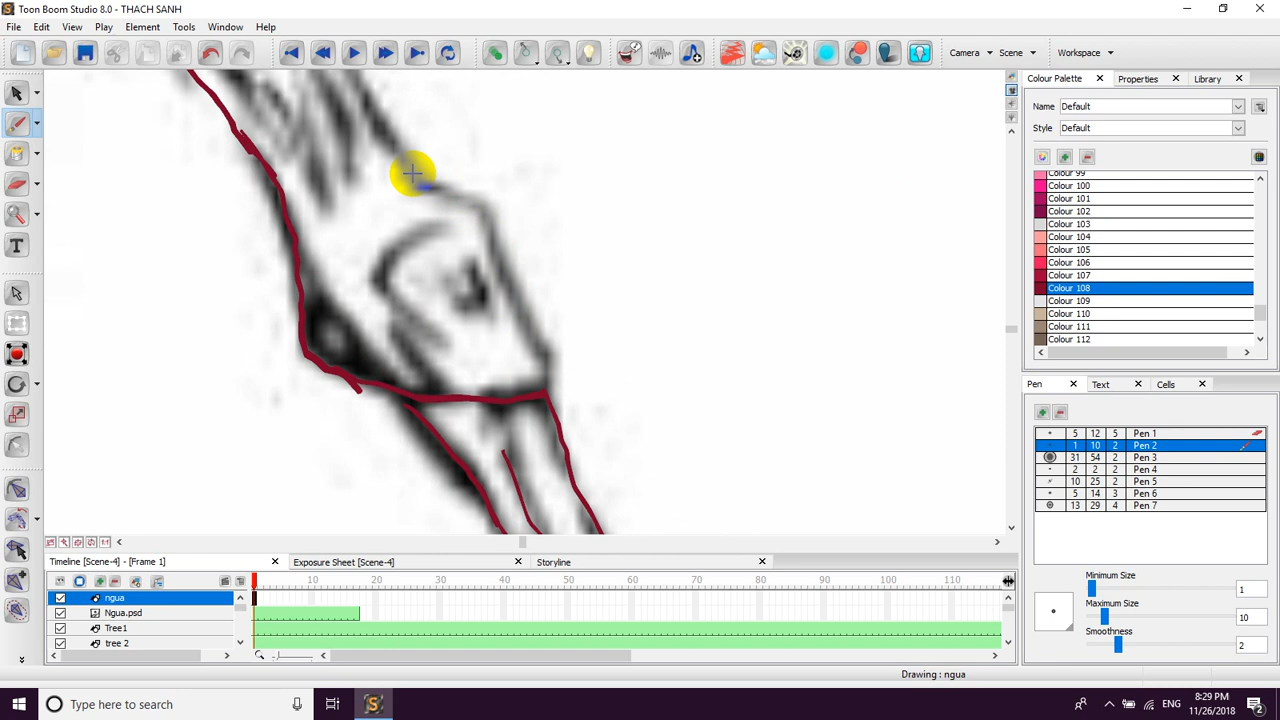 Toon Boom Studio 8.0 - THACH SANH
File Edit View Play Element Tools Window Help
Camera Scene Workspace
Colour Palette Properties Library
Name Default
Style Default
Colour 99
Colour 100
Colour 101
Colour 102
Colour 103
Colour 104
Colour 105
Colour 106
Colour 107
Colour 108
Colour 109
Colour 110
Colour 111
Colour 112
Pen Text Cells
5 12 5 Pen 1
1 10 2 Pen 2
31 54 2 Pen 3
2 2 2 Pen 4
10 25 2 Pen 5
5 14 3 Pen 6
13 29 4 Pen 7
Minimum Size
1
Maximum Size
10
Smoothness
2
Timeline [Scene-4] - [Frame 1] Exposure Sheet [Scene-4] Storyline
10 20 30 40 50 60 70 80 90 100 110
ngua
Ngua.psd
Tree1
tree 2
Drawing : ngua
Type here to search
ENG
8:29 PM
11/26/2018
2